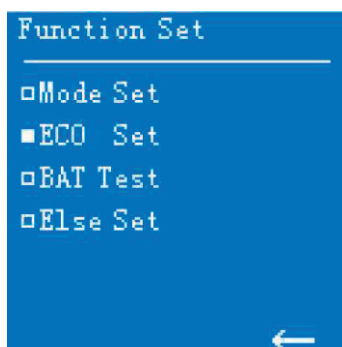 Function Set
Mode Set
ECO Set
BAT Test
Else Set